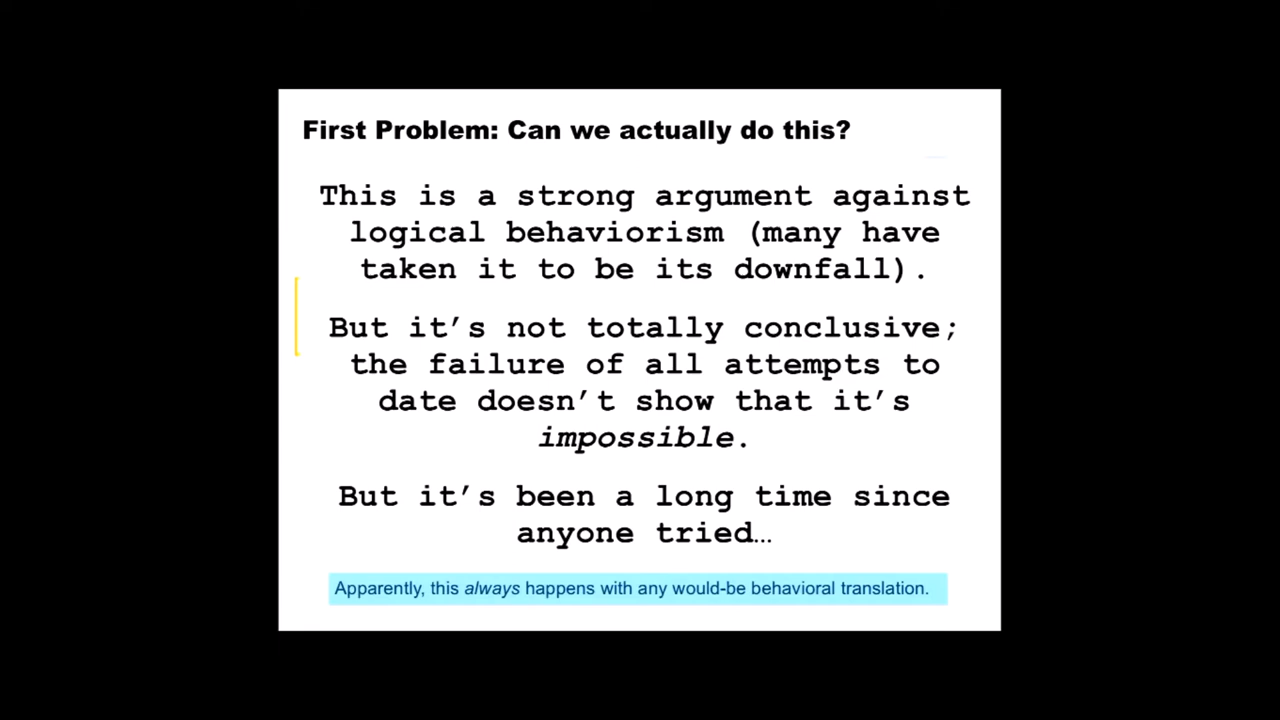 First Problem: Can we actually do this?
This is a strong argument against
logical behaviorism (many have
taken it to be its downfall).
But it’s not totally conclusive;
the failure of all attempts to
date doesn’t show that it’s
impossible.
But it’s been a long time since
anyone tried…
Apparently, this always happens with any would-be behavioral translation.